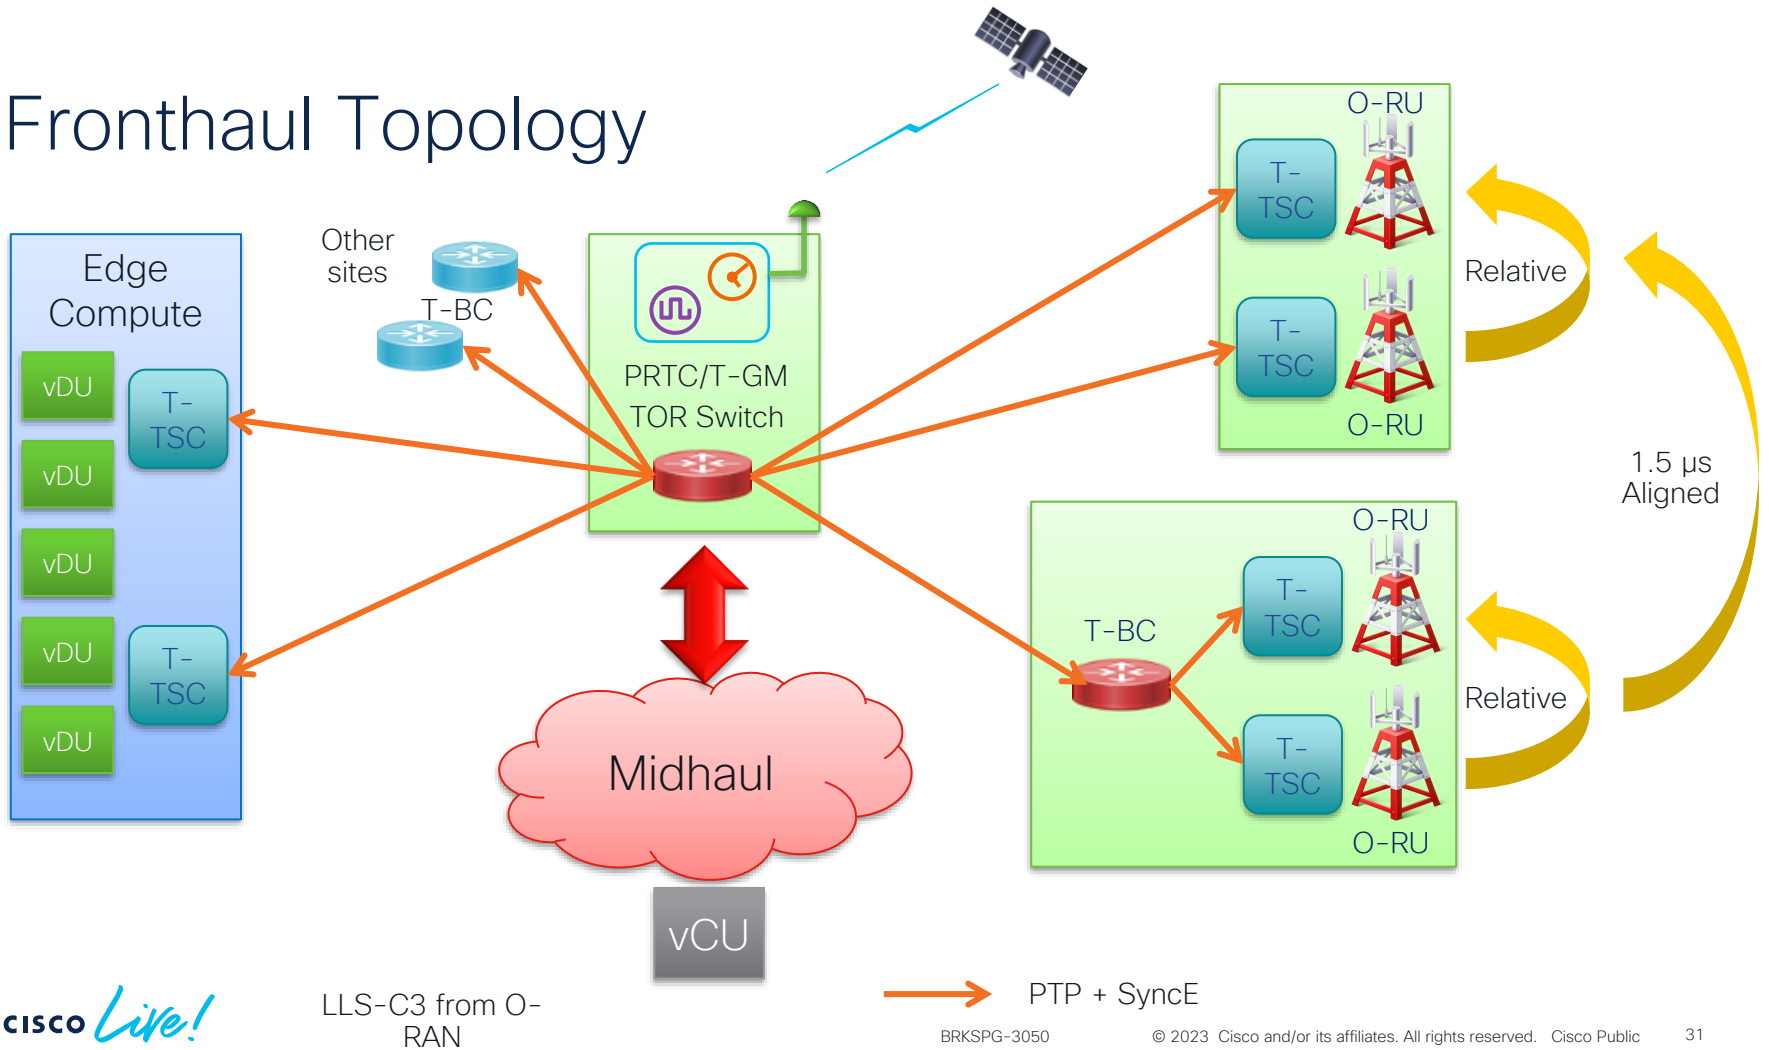 Fronthaul Topology
Edge
Compute
vDU
vDU
vDU
vDU
vDU
T-
TSC
T-
TSC
Other
sites
T-BC
PRTC/T-GM
TOR Switch
Midhaul
vCU
O-RU
T-
TSC
T-
TSC
O-RU
Relative
1.5 µs
Aligned
O-RU
T-BC
T-
TSC
T-
TSC
O-RU
Relative
LLS-C3 from O-
RAN
PTP + SyncE
CISCO Live!
BRKSPG-3050
© 2023 Cisco and/or its affiliates. All rights reserved. Cisco Public
31